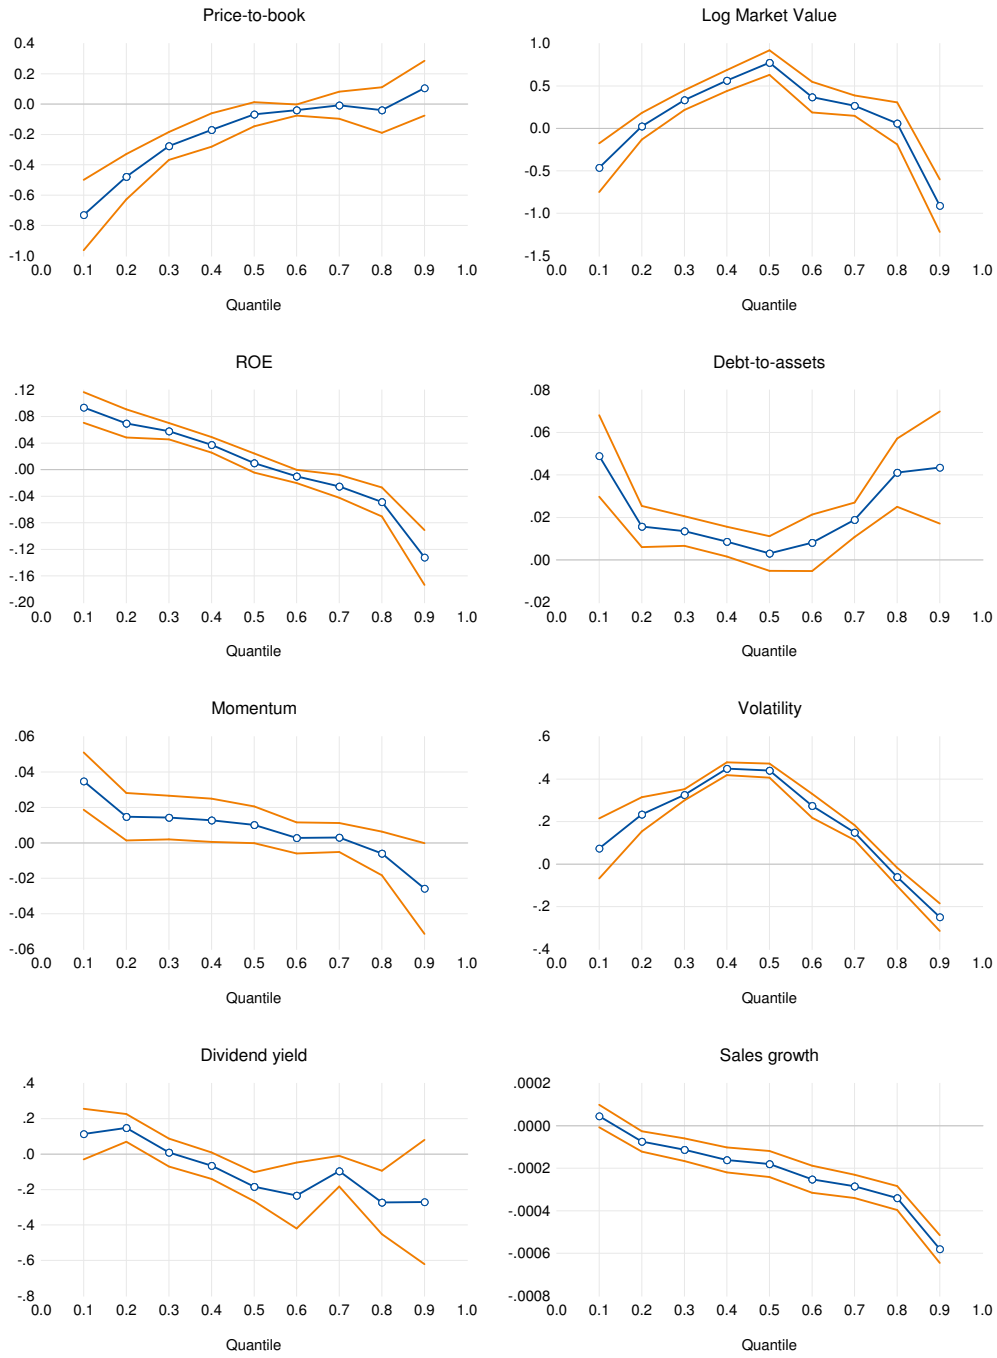 Price-to-book
0.4
0.2
0.0
-0.2
-0.4
-0.6
-0.8
-1.0
0.0 0.1 0.2 0.3 0.4 0.5 0.6 0.7 0.8 0.9 1.0
Quantile
Log Market Value
1.0
0.5
0.0
-0.5
-1.0
-1.5
0.0 0.1 0.2 0.3 0.4 0.5 0.6 0.7 0.8 0.9 1.0
Quantile
ROE
.12
.08
.04
.00
-.04
-.08
-.12
-.16
-.20
0.0 0.1 0.2 0.3 0.4 0.5 0.6 0.7 0.8 0.9 1.0
Quantile
Debt-to-assets
.08
.06
.04
.02
.00
-.02
0.0 0.1 0.2 0.3 0.4 0.5 0.6 0.7 0.8 0.9 1.0
Quantile
Momentum
.06
.04
.02
.00
-.02
-.04
-.06
0.0 0.1 0.2 0.3 0.4 0.5 0.6 0.7 0.8 0.9 1.0
Quantile
Volatility
.6
.4
.2
.0
-.2
-.4
0.0 0.1 0.2 0.3 0.4 0.5 0.6 0.7 0.8 0.9 1.0
Quantile
Dividend yield
.4
.2
.0
-.2
-.4
-.6
-.8
0.0 0.1 0.2 0.3 0.4 0.5 0.6 0.7 0.8 0.9 1.0
Quantile
Sales growth
.0002
.0000
-.0002
-.0004
-.0006
-.0008
0.0 0.1 0.2 0.3 0.4 0.5 0.6 0.7 0.8 0.9 1.0
Quantile